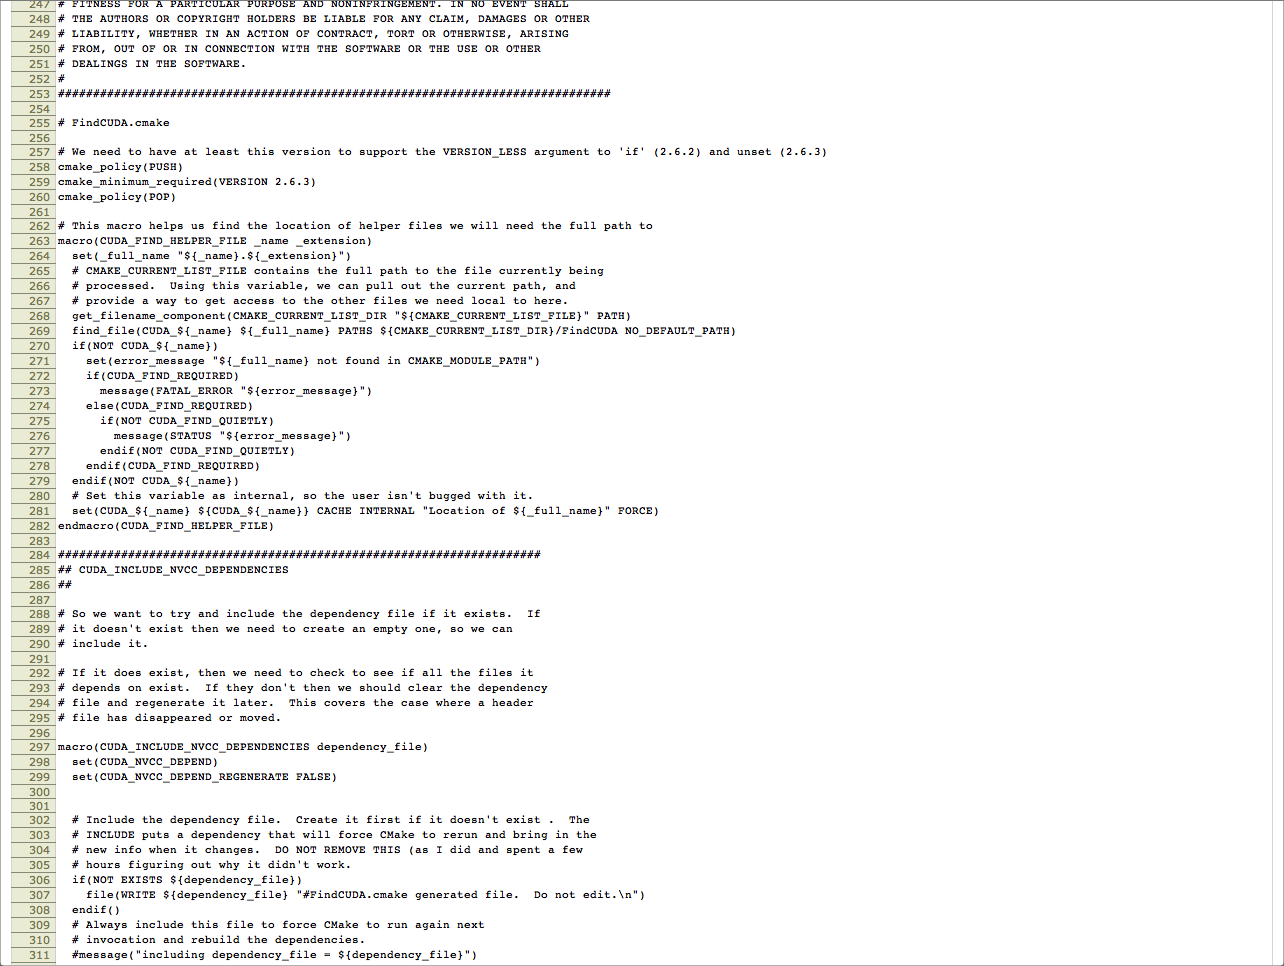 247 # FITNESS FOR A PARTICULAR PURPOSE AND NONINFRINGEMENT. IN NO EVENT SHALL
248 # THE AUTHORS OR COPYRIGHT HOLDERS BE LIABLE FOR ANY CLAIM, DAMAGES OR OTHER
249 # LIABILITY, WHETHER IN AN ACTION OF CONTRACT, TORT OR OTHERWISE, ARISING
250 # FROM, OUT OF OR IN CONNECTION WITH THE SOFTWARE OR THE USE OR OTHER
251 # DEALINGS IN THE SOFTWARE.
252 #
253 ###############################################################################
254
255 # FindCUDA.cmake
256
257 # We need to have at least this version to support the VERSION_LESS argument to 'if' (2.6.2) and unset (2.6.3)
258 cmake_policy(PUSH)
259 cmake_minimum_required(VERSION 2.6.3)
260 cmake_policy(POP)
261
262 # This macro helps us find the location of helper files we will need the full path to
263 macro(CUDA_FIND_HELPER_FILE _name _extension)
264   set(_full_name "${_name}.${_extension}")
265   # CMAKE_CURRENT_LIST_FILE contains the full path to the file currently being
266   # processed.  Using this variable, we can pull out the current path, and
267   # provide a way to get access to the other files we need local to here.
268   get_filename_component(CMAKE_CURRENT_LIST_DIR "${CMAKE_CURRENT_LIST_FILE}" PATH)
269   find_file(CUDA_${_name} ${_full_name} PATHS ${CMAKE_CURRENT_LIST_DIR}/FindCUDA NO_DEFAULT_PATH)
270   if(NOT CUDA_${_name})
271     set(error_message "${_full_name} not found in CMAKE_MODULE_PATH")
272     if(CUDA_FIND_REQUIRED)
273       message(FATAL_ERROR "${error_message}")
274     else(CUDA_FIND_REQUIRED)
275       if(NOT CUDA_FIND_QUIETLY)
276         message(STATUS "${error_message}")
277       endif(NOT CUDA_FIND_QUIETLY)
278     endif(CUDA_FIND_REQUIRED)
279   endif(NOT CUDA_${_name})
280   # Set this variable as internal, so the user isn't bugged with it.
281   set(CUDA_${_name} ${CUDA_${_name}} CACHE INTERNAL "Location of ${_full_name}" FORCE)
282 endmacro(CUDA_FIND_HELPER_FILE)
283
284 #####################################################################
285 ## CUDA_INCLUDE_NVCC_DEPENDENCIES
286 ##
287
288 # So we want to try and include the dependency file if it exists.  If
289 # it doesn't exist then we need to create an empty one, so we can
290 # include it.
291
292 # If it does exist, then we need to check to see if all the files it
293 # depends on exist.  If they don't then we should clear the dependency
294 # file and regenerate it later.  This covers the case where a header
295 # file has disappeared or moved.
296
297 macro(CUDA_INCLUDE_NVCC_DEPENDENCIES dependency_file)
298   set(CUDA_NVCC_DEPEND)
299   set(CUDA_NVCC_DEPEND_REGENERATE FALSE)
300
301
302   # Include the dependency file.  Create it first if it doesn't exist .  The
303   # INCLUDE puts a dependency that will force CMake to rerun and bring in the
304   # new info when it changes.  DO NOT REMOVE THIS (as I did and spent a few
305   # hours figuring out why it didn't work.
306   if(NOT EXISTS ${dependency_file})
307     file(WRITE ${dependency_file} "#FindCUDA.cmake generated file.  Do not edit.\n")
308   endif()
309   # Always include this file to force CMake to run again next
310   # invocation and rebuild the dependencies.
311   #message("including dependency_file = ${dependency_file}")